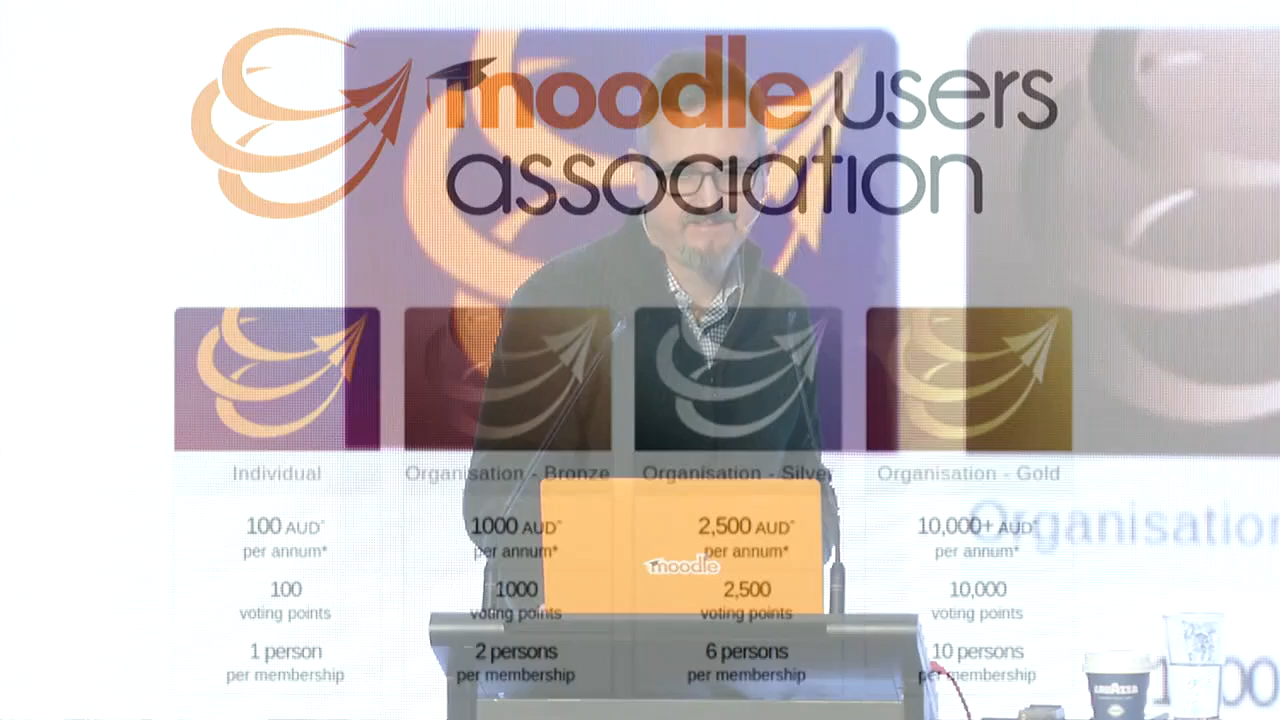 moodle users
association
Individual
Organisation - Bronze
Organisation - Silver
Organisation - Gold
100 AUD*
per annum*
1000 AUD*
per annum*
2,500 AUD*
per annum*
10,000+ AUD*
per annum*
100
voting points
1000
voting points
2,500
voting points
10,000
voting points
1 person
per membership
2 persons
per membership
6 persons
per membership
10 persons
per membership
moodle
Organisation
LAVAZZA